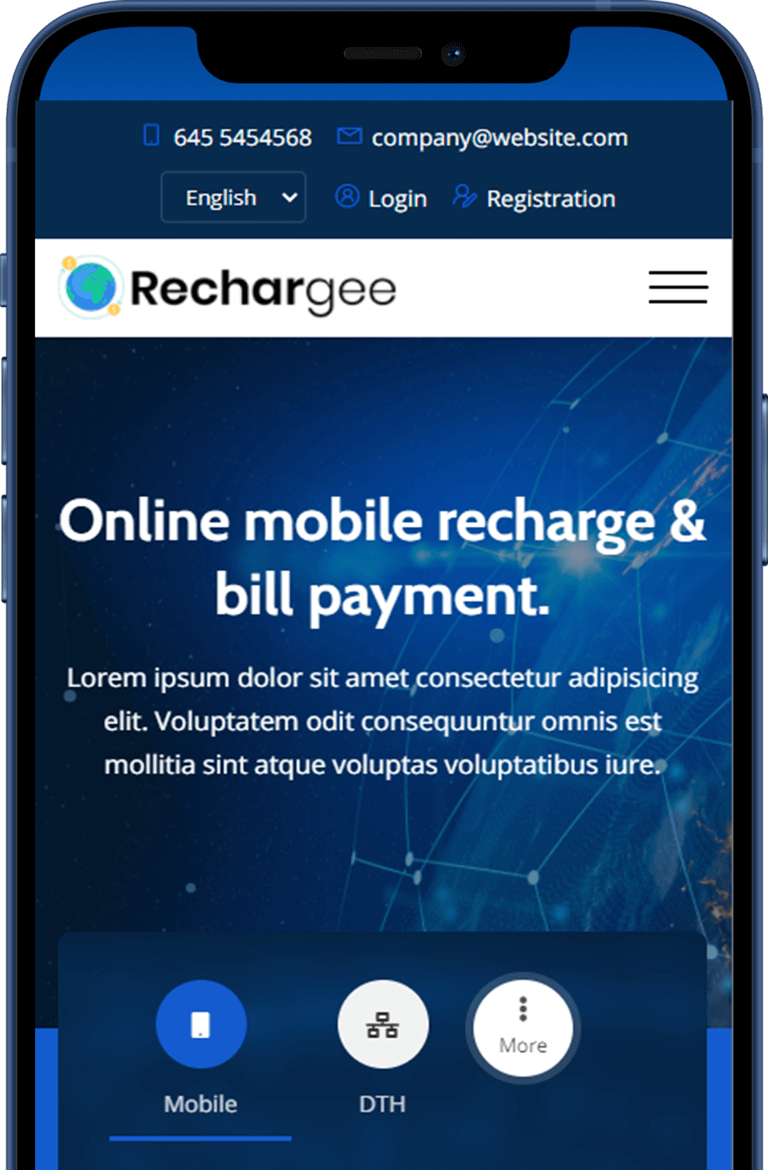 645 5454568 company@website.com
English Login Registration
Rechargee
Online mobile recharge &
bill payment.
Lorem ipsum dolor sit amet consectetur adipisicing
elit. Voluptatem odit consequuntur omnis est
mollitia sint atque voluptas voluptatibus iure.
More
Mobile DTH